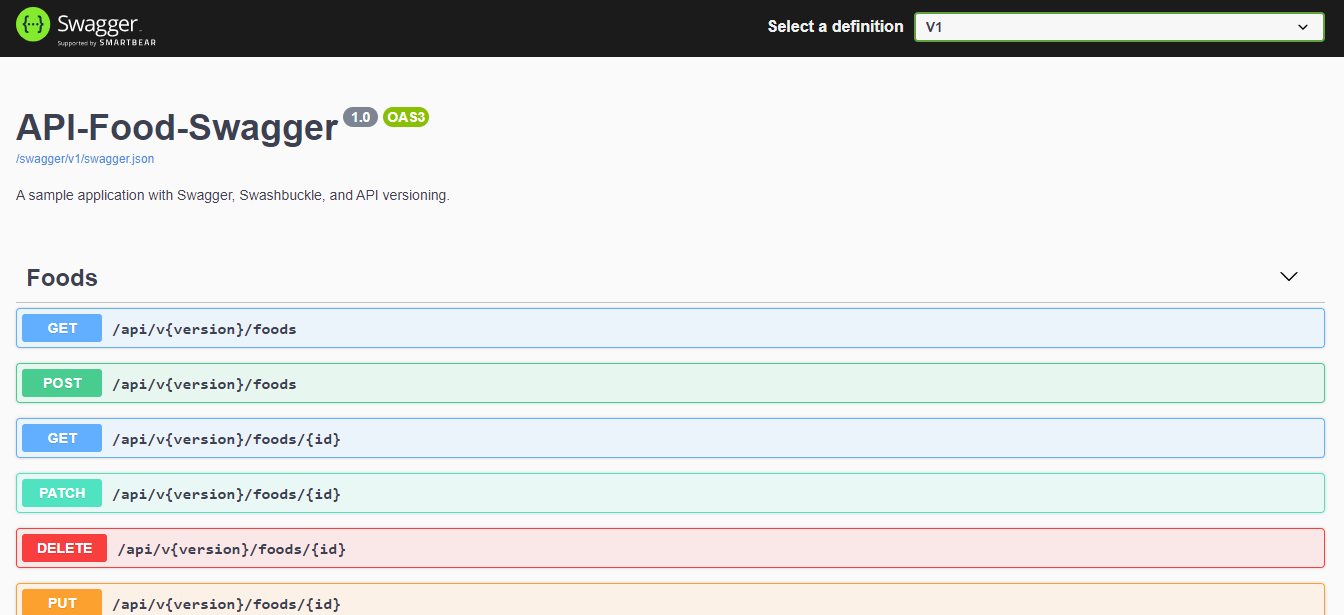 {···} Swagger
Supported by SMARTBEAR
Select a definition
V1
API-Food-Swagger 1.0 OAS3
/swagger/v1/swagger.json
A sample application with Swagger, Swashbuckle, and API versioning.
Foods
GET /api/v{version}/foods
POST /api/v{version}/foods
GET /api/v{version}/foods/{id}
PATCH /api/v{version}/foods/{id}
DELETE /api/v{version}/foods/{id}
PUT /api/v{version}/foods/{id}